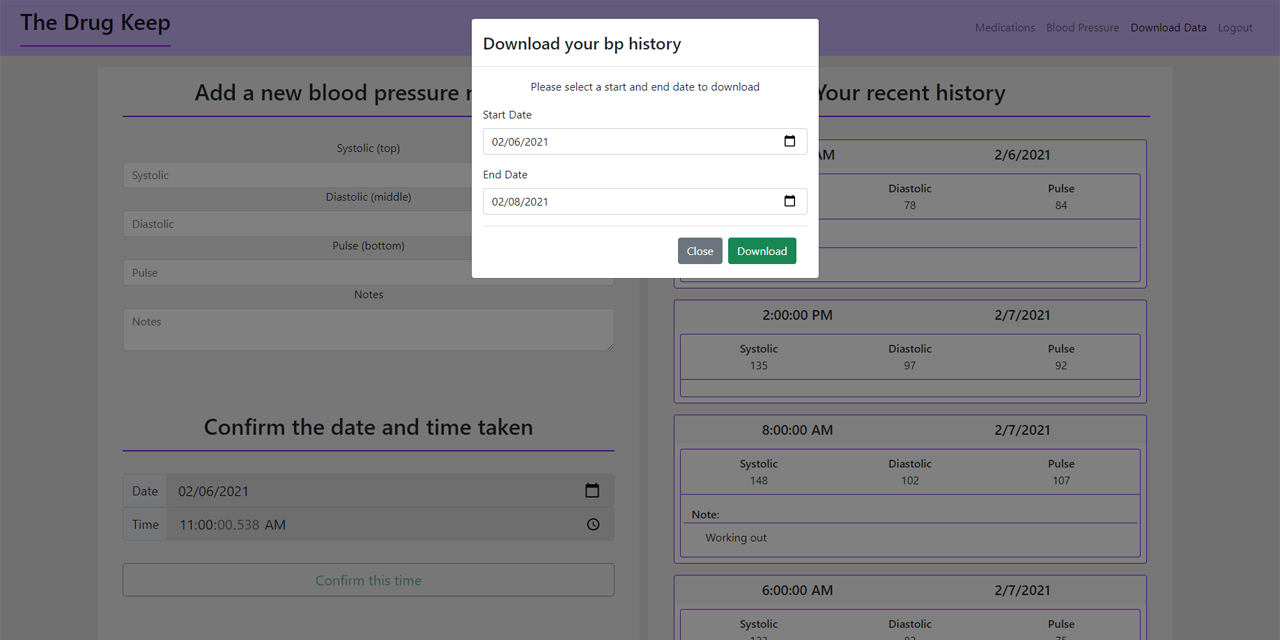 The Drug Keep
Medications Blood Pressure Download Data Logout
Download your bp history
Please select a start and end date to download
Start Date
02/06/2021
End Date
02/08/2021
Close Download
Add a new blood pressure
Systolic (top)
Systolic
Diastolic (middle)
Diastolic
Pulse (bottom)
Pulse
Notes
Notes
Confirm the date and time taken
Date 02/06/2021
Time 11:00:00.538 AM
Confirm this time
Your recent history
AM 2/6/2021
Diastolic Pulse
78 84
2:00:00 PM 2/7/2021
Systolic Diastolic Pulse
135 97 92
8:00:00 AM 2/7/2021
Systolic Diastolic Pulse
148 102 107
Note:
Working out
6:00:00 AM 2/7/2021
Systolic Diastolic Pulse